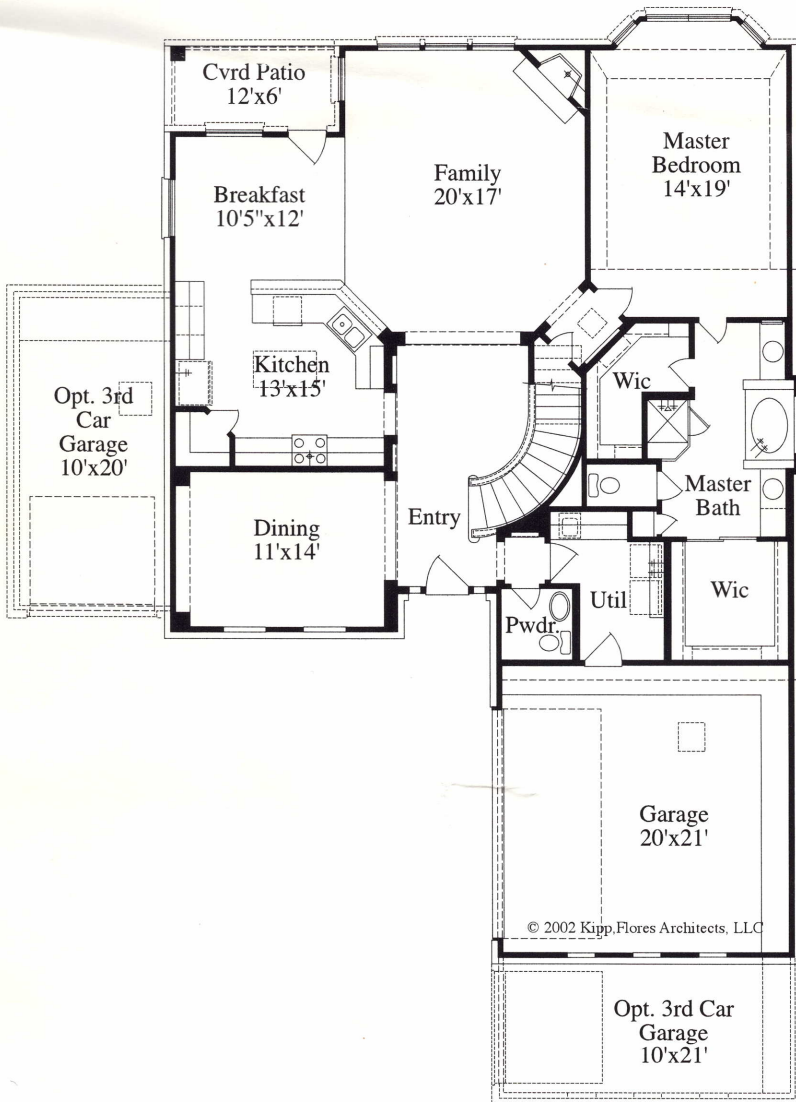 Cvrd Patio
12'x6'
Family
20'x17'
Master
Bedroom
14'x19'
Breakfast
10'5"x12'
Kitchen
13'x15'
Opt. 3rd
Car
Garage
10'x20'
Wic
Master
Bath
Entry
Dining
11'x14'
Util
Wic
Pwdr.
Garage
20'x21'
© 2002 Kipp,Flores Architects, LLC
Opt. 3rd Car
Garage
10'x21'